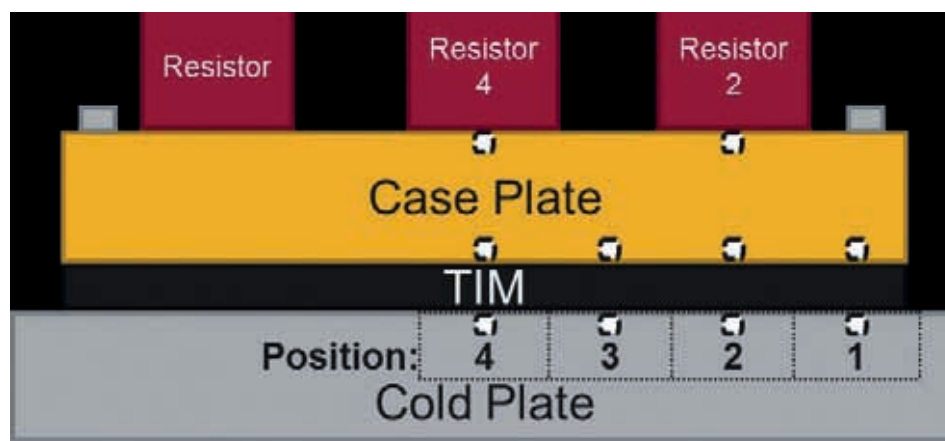 Resistor
Resistor
4
Resistor
2
Case Plate
TIM
Position: 4 3 2 1
Cold Plate